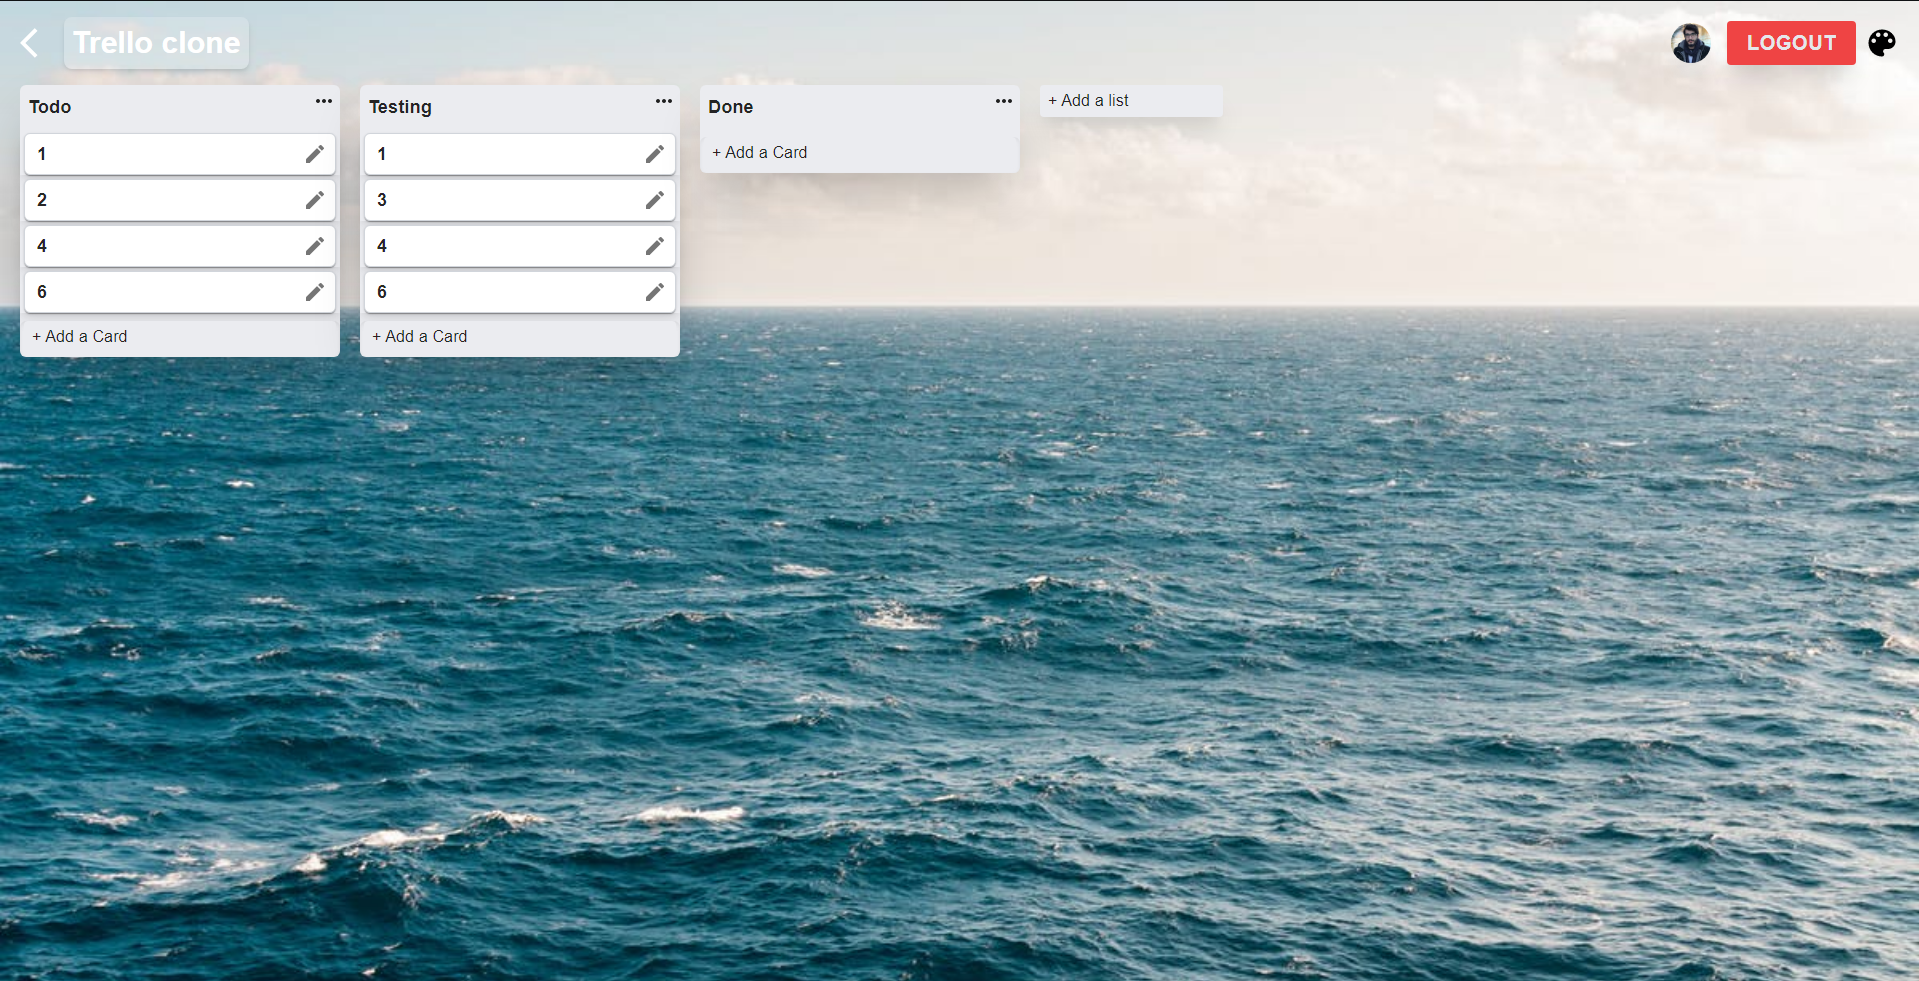 Trello clone
LOGOUT
Todo
1
2
4
6
+ Add a Card
Testing
1
3
4
6
+ Add a Card
Done
+ Add a Card
+ Add a list